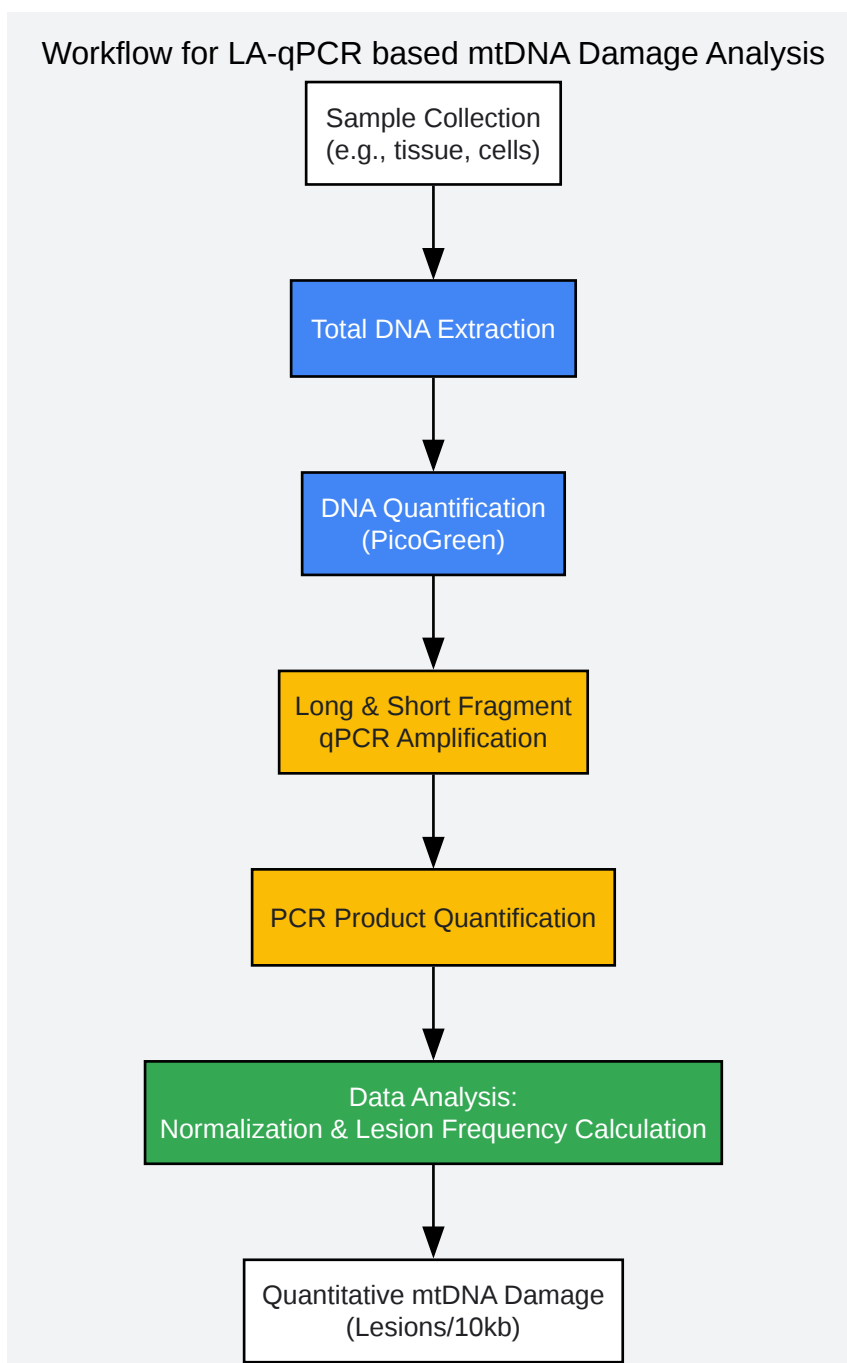 Workflow for LA-qPCR based mtDNA Damage Analysis
Sample Collection
(e.g., tissue, cells)
Total DNA Extraction
DNA Quantification
(PicoGreen)
Long & Short Fragment
qPCR Amplification
PCR Product Quantification
Data Analysis:
Normalization & Lesion Frequency Calculation
Quantitative mtDNA Damage
(Lesions/10kb)